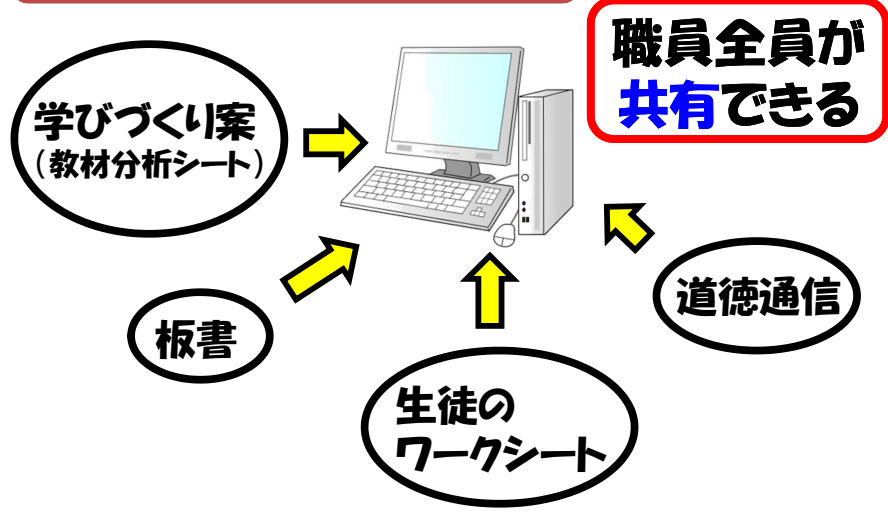 職員全員が
共有できる
学びづくり案
（教材分析シート）
道徳通信
板書
生徒の
ワークシート